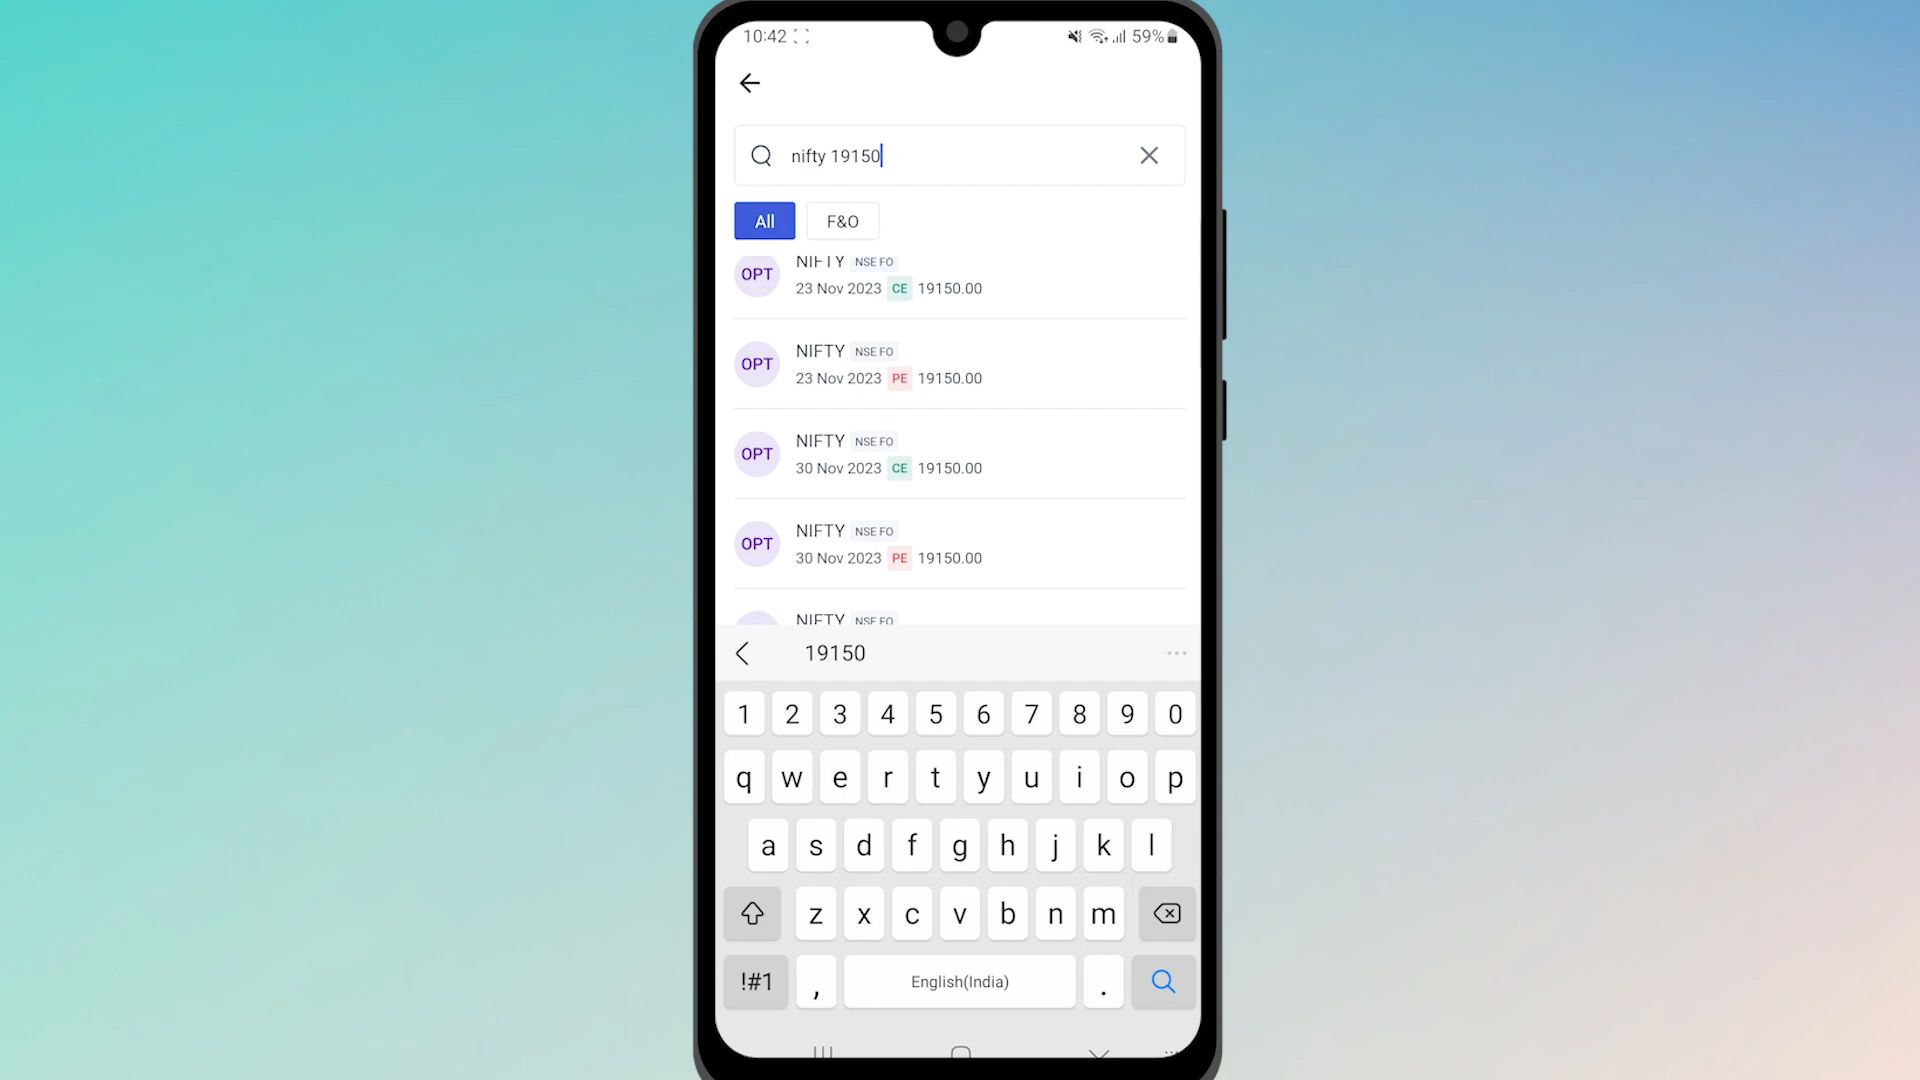 10:42 59%
nifty 19150
All F&O
OPT NIFTY NSE FO
23 Nov 2023 CE 19150.00
OPT NIFTY NSE FO
23 Nov 2023 PE 19150.00
OPT NIFTY NSE FO
30 Nov 2023 CE 19150.00
OPT NIFTY NSE FO
30 Nov 2023 PE 19150.00
NIFTY NSE FO
19150
1 2 3 4 5 6 7 8 9 0
q w e r t y u i o p
a s d f g h j k l
z x c v b n m
!#1 , English(India) .